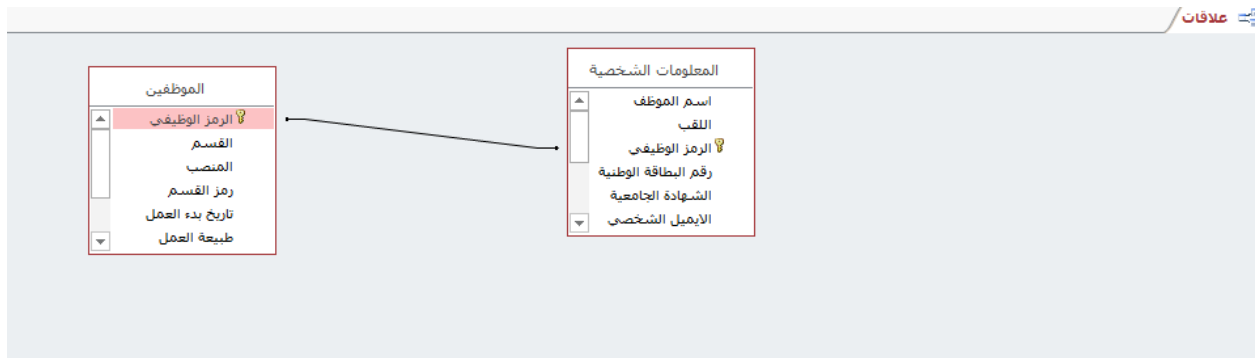 علاقات
المعلومات الشخصية
اسم الموظف
اللقب
الرمز الوظيفي
رقم البطاقة الوطنية
الشهادة الجامعية
الايميل الشخصي
الموظفين
الرمز الوظيفي
القسم
المنصب
رمز القسم
تاريخ بدء العمل
طبيعة العمل